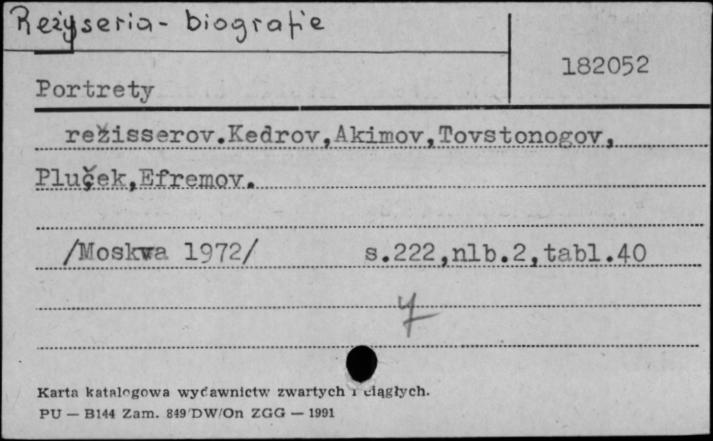 Reżyseria - biografie
182052
Portrety
režisserov.Kedrov,Akimov,Tovstonogov,
Pluček,Efremov.
/Moskwa 1972/ s.222,nlb.2,tabl.40
Karta katalogowa wydawnictw zwartych i ciągłych.
PU — B144 Zam. 849/DW/On ZGG — 1991